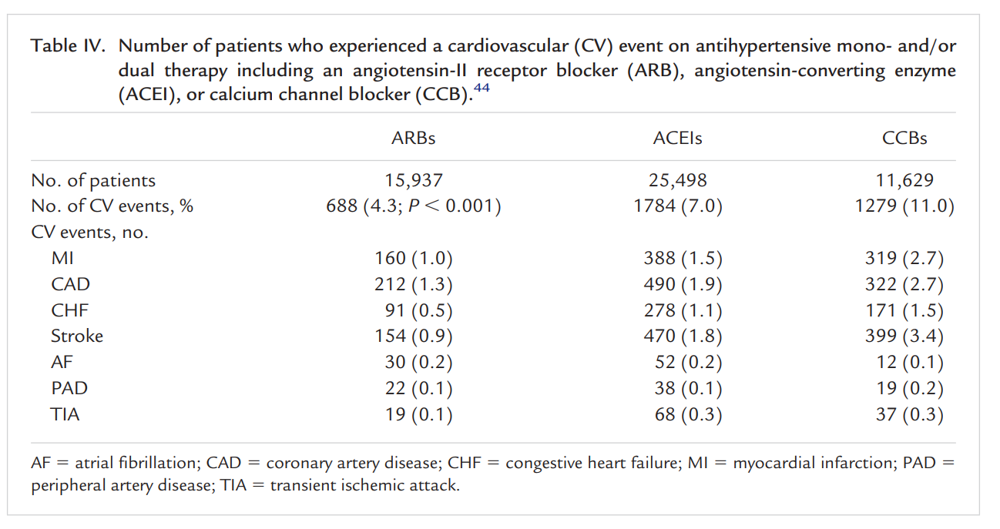 Table IV. Number of patients who experienced a cardiovascular (CV) event on antihypertensive mono- and/or
dual therapy including an angiotensin-II receptor blocker (ARB), angiotensin-converting enzyme
(ACEI), or calcium channel blocker (CCB).44
ARBs ACEIs CCBs
No. of patients 15,937 25,498 11,629
No. of CV events, % 688 (4.3; P < 0.001) 1784 (7.0) 1279 (11.0)
CV events, no.
MI 160 (1.0) 388 (1.5) 319 (2.7)
CAD 212 (1.3) 490 (1.9) 322 (2.7)
CHF 91 (0.5) 278 (1.1) 171 (1.5)
Stroke 154 (0.9) 470 (1.8) 399 (3.4)
AF 30 (0.2) 52 (0.2) 12 (0.1)
PAD 22 (0.1) 38 (0.1) 19 (0.2)
TIA 19 (0.1) 68 (0.3) 37 (0.3)
AF = atrial fibrillation; CAD = coronary artery disease; CHF = congestive heart failure; MI = myocardial infarction; PAD =
peripheral artery disease; TIA = transient ischemic attack.